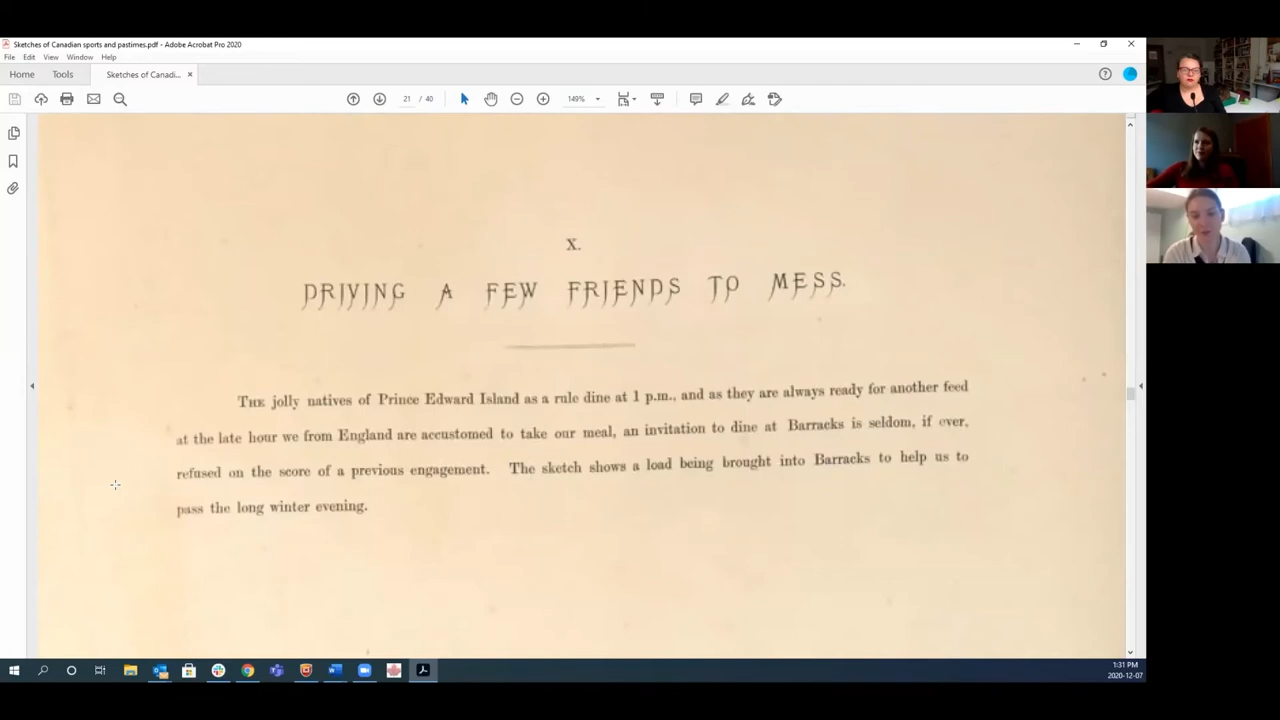 Sketches of Canadian sports and pastimes.pdf - Adobe Acrobat Pro 2020
File Edit View Window Help
Home Tools Sketches of Canadi... ×
21 / 40 149%
X.
DRIVING A FEW FRIENDS TO MESS.
THE jolly natives of Prince Edward Island as a rule dine at 1 p.m., and as they are always ready for another feed
at the late hour we from England are accustomed to take our meal, an invitation to dine at Barracks is seldom, if ever,
refused on the score of a previous engagement. The sketch shows a load being brought into Barracks to help us to
pass the long winter evening.
1:31 PM
2020-12-07